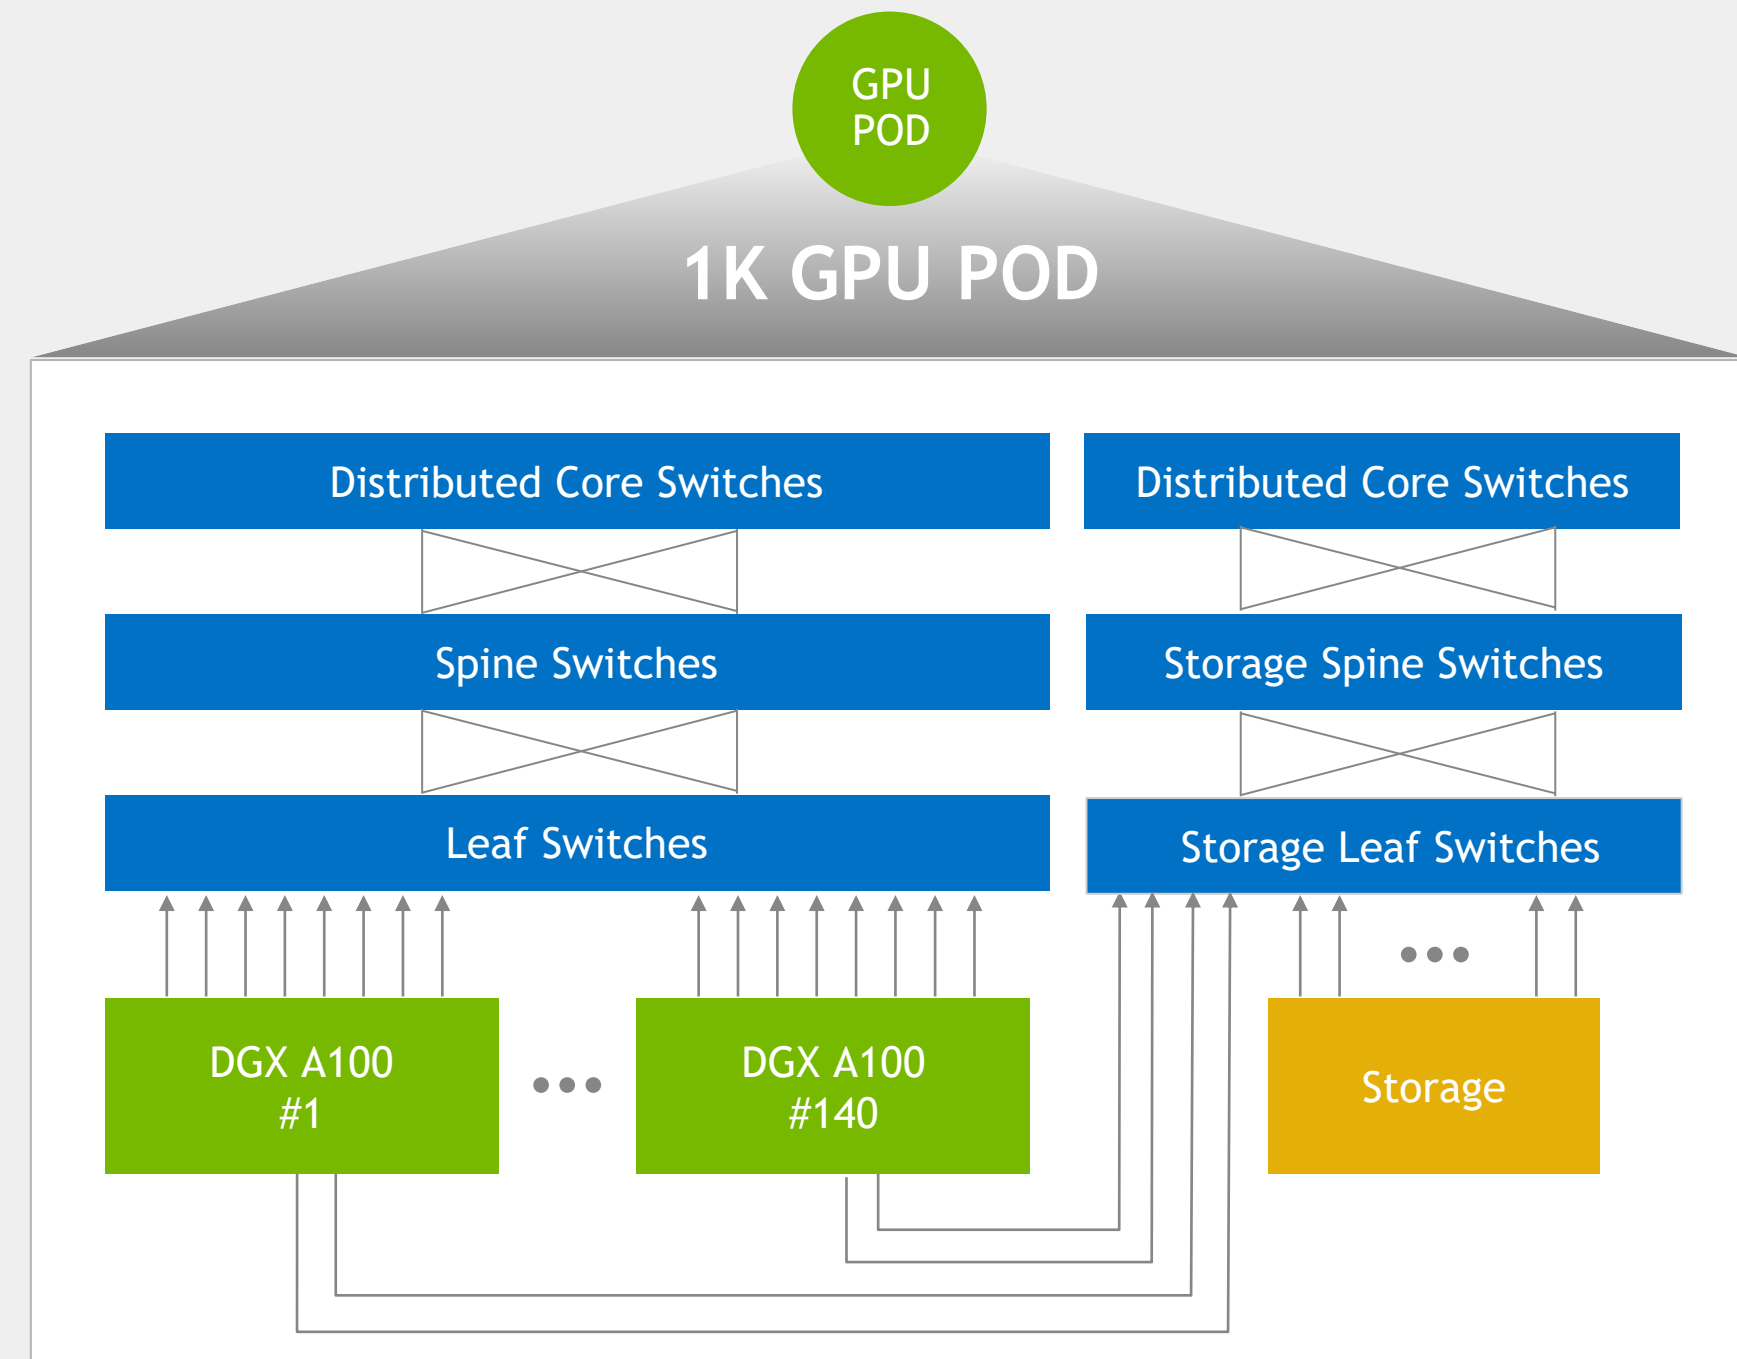 GPU
POD
1K GPU POD
Distributed Core Switches
Distributed Core Switches
Spine Switches
Storage Spine Switches
Leaf Switches
Storage Leaf Switches
DGX A100
#1
DGX A100
#140
Storage